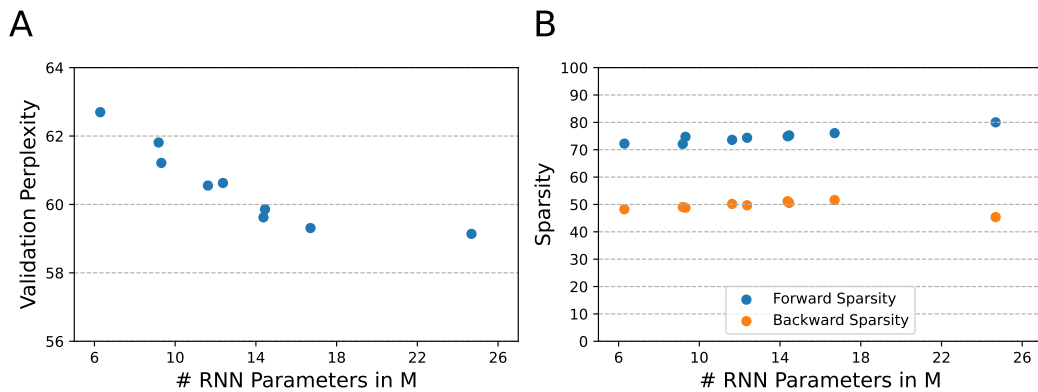 A
B
Validation Perplexity
64
62
60
58
56
6 10 14 18 22 26
# RNN Parameters in M
Sparsity
100
90
80
70
60
50
40
30
20
10
0
Forward Sparsity
Backward Sparsity
6 10 14 18 22 26
# RNN Parameters in M